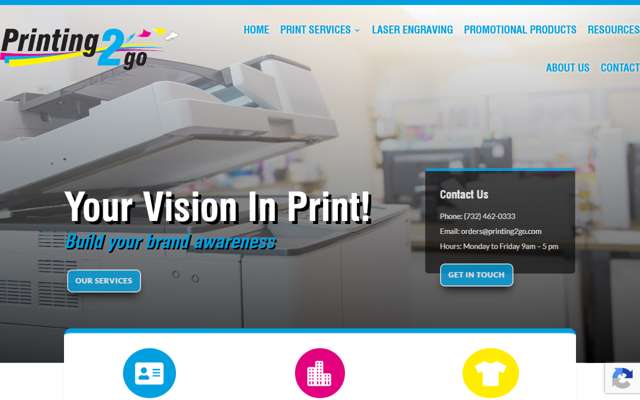 Printing2go
HOME PRINT SERVICES LASER ENGRAVING PROMOTIONAL PRODUCTS RESOURCES
ABOUT US CONTACT
Your Vision In Print!
Build your brand awareness
OUR SERVICES
Contact Us
Phone: (732) 462-0333
Email: orders@printing2go.com
Hours: Monday to Friday 9am – 5 pm
GET IN TOUCH